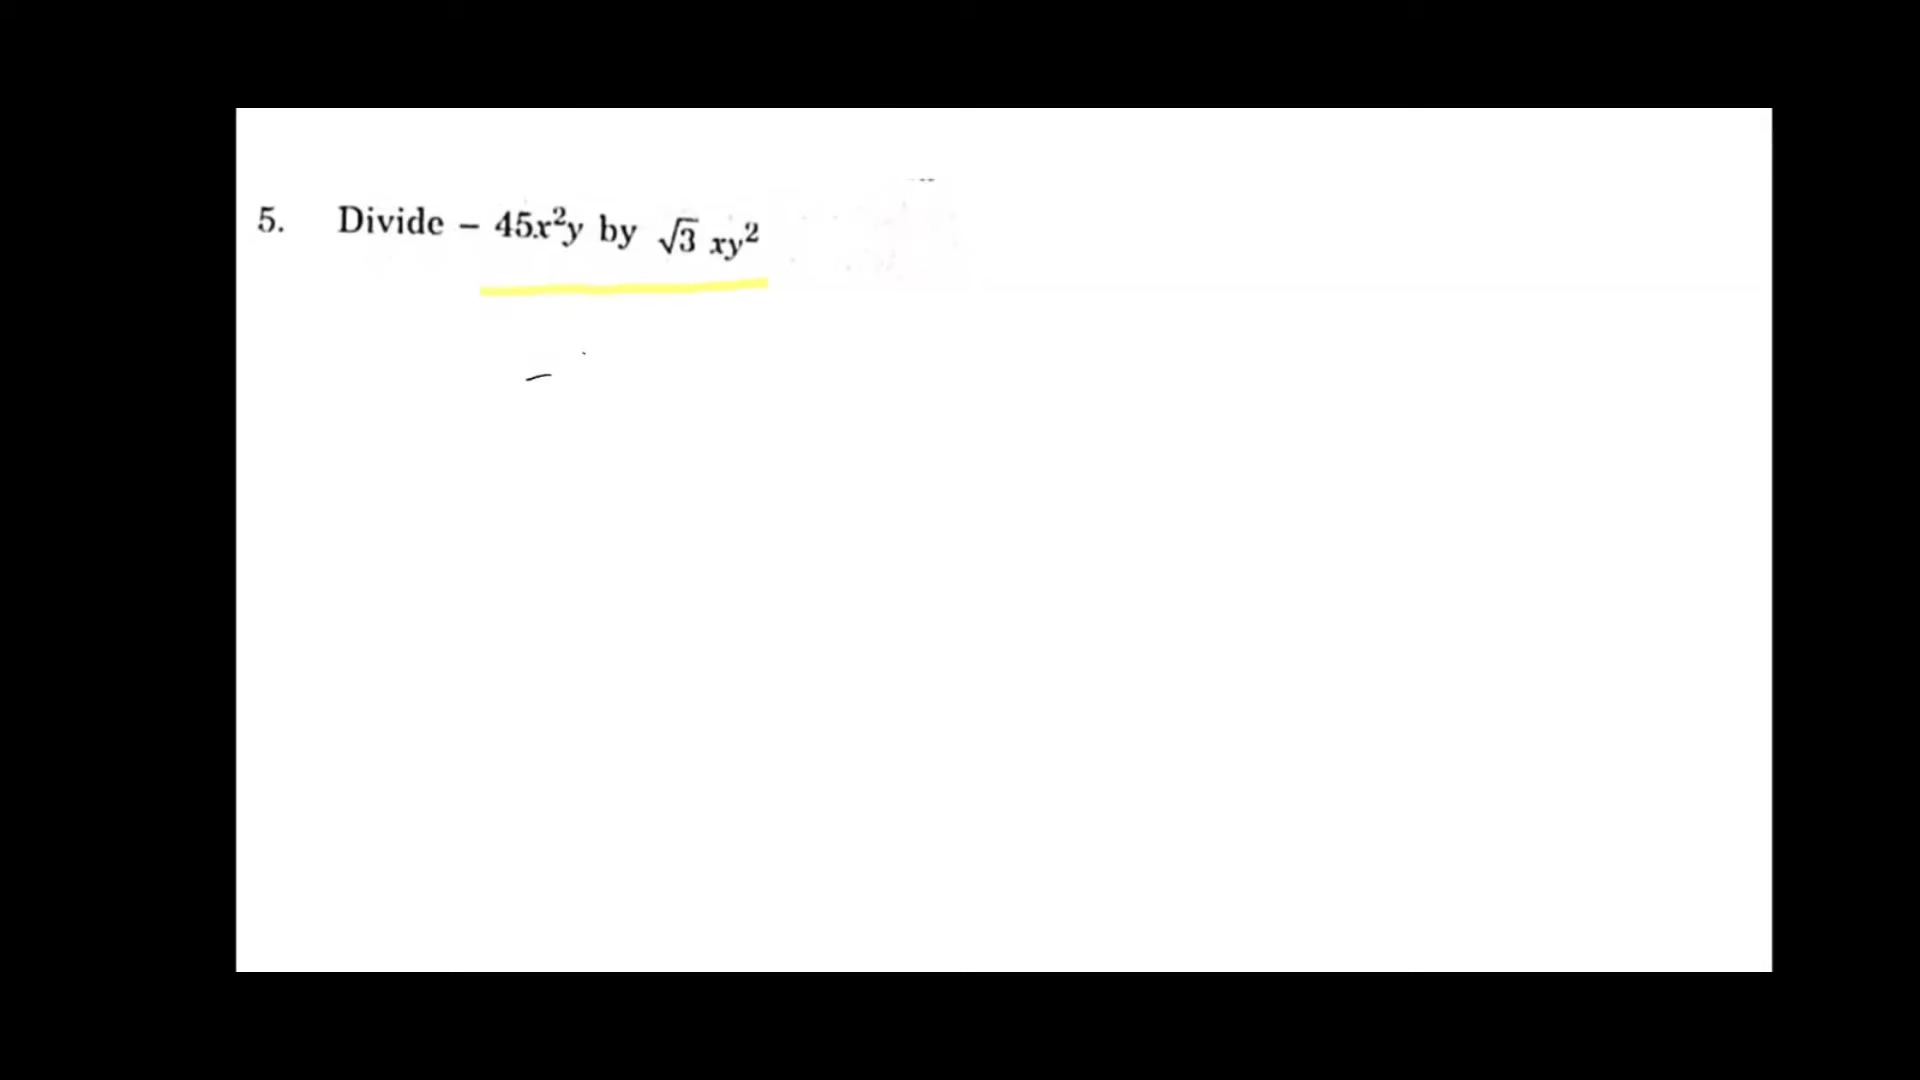 5. Divide – 45x²y by √3 xy²
–